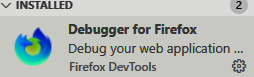 INSTALLED 2
Debugger for Firefox
Debug your web application ...
Firefox DevTools